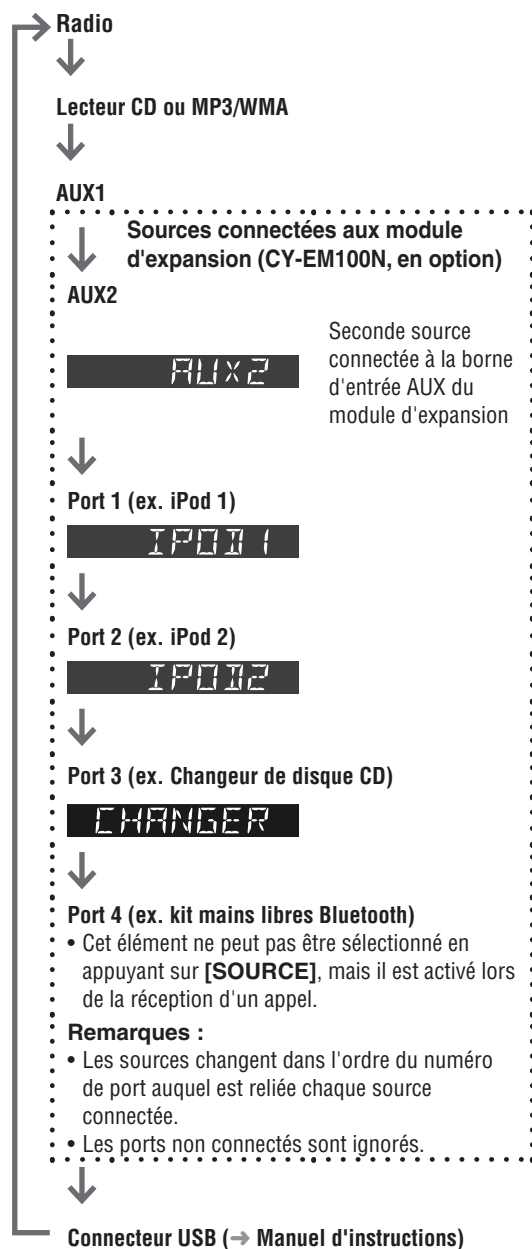 Radio
Lecteur CD ou MP3/WMA
AUX1
Sources connectées aux module
d'expansion (CY-EM100N, en option)
AUX2
AUX2
Seconde source
connectée à la borne
d'entrée AUX du
module d'expansion
Port 1 (ex. iPod 1)
IPOD1
Port 2 (ex. iPod 2)
IPOD2
Port 3 (ex. Changeur de disque CD)
CHANGER
Port 4 (ex. kit mains libres Bluetooth)
• Cet élément ne peut pas être sélectionné en
appuyant sur [SOURCE], mais il est activé lors
de la réception d'un appel.
Remarques :
• Les sources changent dans l'ordre du numéro
de port auquel est reliée chaque source
connectée.
• Les ports non connectés sont ignorés.
Connecteur USB (➔ Manuel d'instructions)